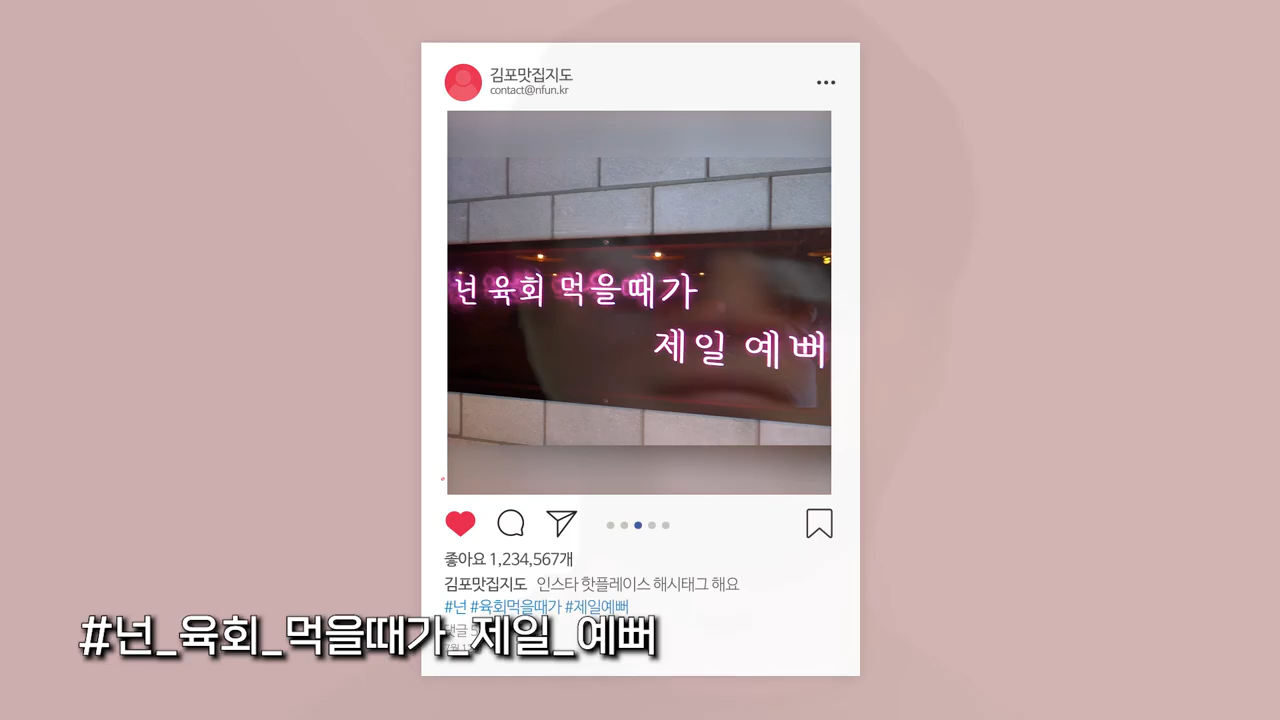 김포맛집지도
contact@nfun.kr
넌 육회 먹을때가
제일 예뻐
좋아요 1,234,567개
김포맛집지도 인스타 핫플레이스 해시태그 해요
#넌 #육회먹을때가 #제일예뻐
댓글
#넌_육회_먹을때가_제일_예뻐